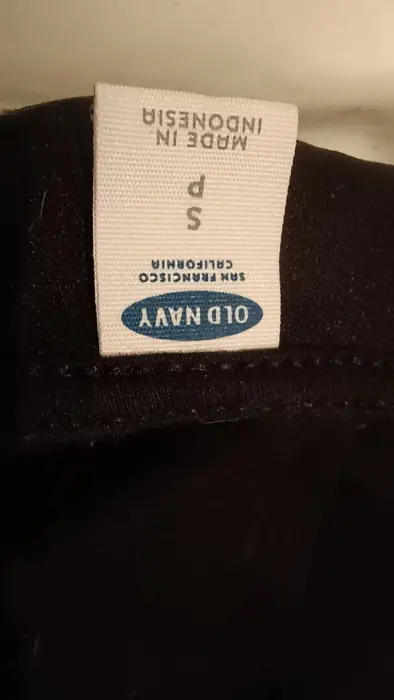 OLD NAVY
SAN FRANCISCO
CALIFORNIA
S
P
MADE IN
INDONESIA